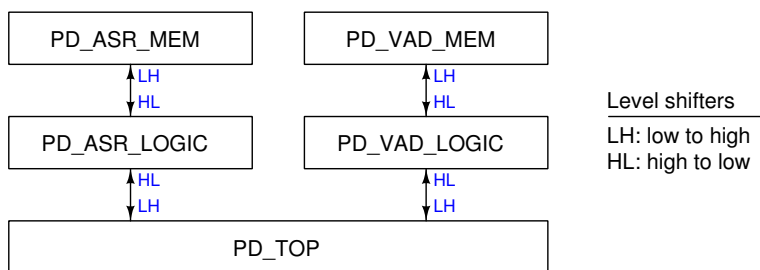 PD_ASR_MEM
PD_VAD_MEM
LH
HL
LH
HL
PD_ASR_LOGIC
PD_VAD_LOGIC
HL
LH
HL
LH
PD_TOP
Level shifters
LH: low to high
HL: high to low